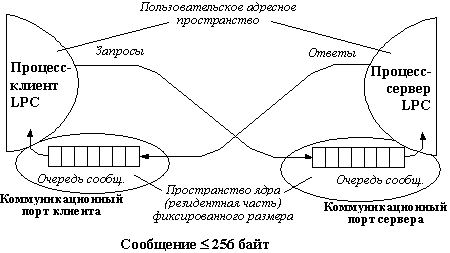 Пользовательское адресное
пространство
Запросы
Ответы
Процесс-
клиент
LPC
Процесс-
сервер
LPC
Очередь сообщ.
Очередь сообщ.
Пространство ядра
(резидентная часть)
фиксированного размера
Коммуникационный
порт клиента
Коммуникационный
порт сервера
Сообщение ≤ 256 байт